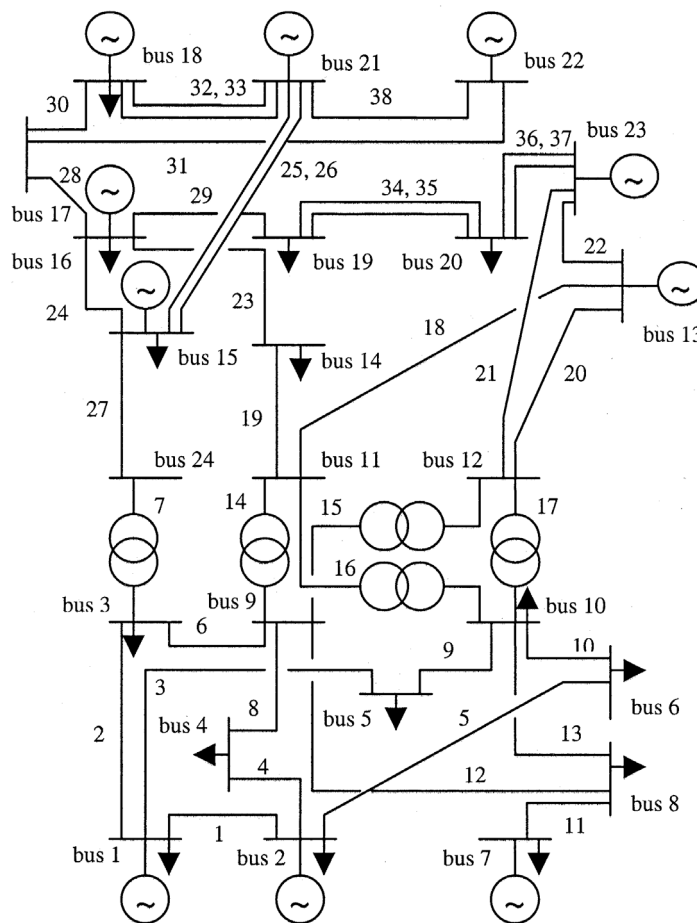 bus 18
bus 21
bus 22
32, 33
38
30
36, 37
bus 23
31
25, 26
28
29
34, 35
bus 17
22
bus 16
bus 19
bus 20
24
23
18
bus 13
bus 15
bus 14
21
20
27
19
bus 24
bus 11
bus 12
7
14
15
17
16
bus 3
bus 9
bus 10
6
9
10
3
bus 4
8
bus 5
5
bus 6
2
4
12
13
bus 8
1
11
bus 1
bus 2
bus 7